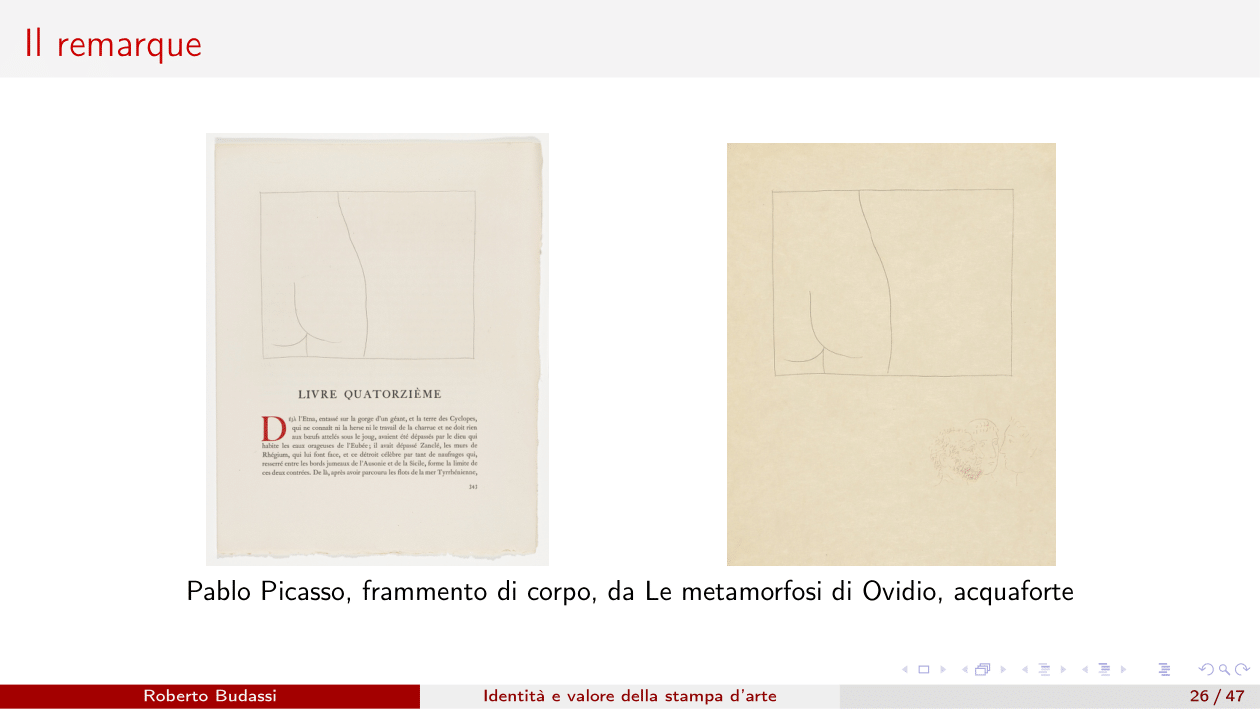 Il remarque
LIVRE QUATORZIÈME
DÉJÀ l'Etna, entassé sur la gorge d'un géant, et la terre des Cyclopes,
qui ne connaît ni la herse ni le travail de la charrue et ne doit rien
aux bœufs attelés sous le joug, avaient été dépassés par le dieu qui
habite les eaux orageuses de l'Eubée; il avait dépassé Zanclé, les murs de
Rhégium, qui lui font face, et ce détroit célèbre par tant de naufrages qui,
resserré entre les bords jumeaux de l'Ausonie et de la Sicile, forme la limite de
ces deux contrées. De là, après avoir parcouru les flots de la mer Tyrrhénienne,
341
Pablo Picasso, frammento di corpo, da Le metamorfosi di Ovidio, acquaforte
Roberto Budassi
Identità e valore della stampa d'arte
26 / 47